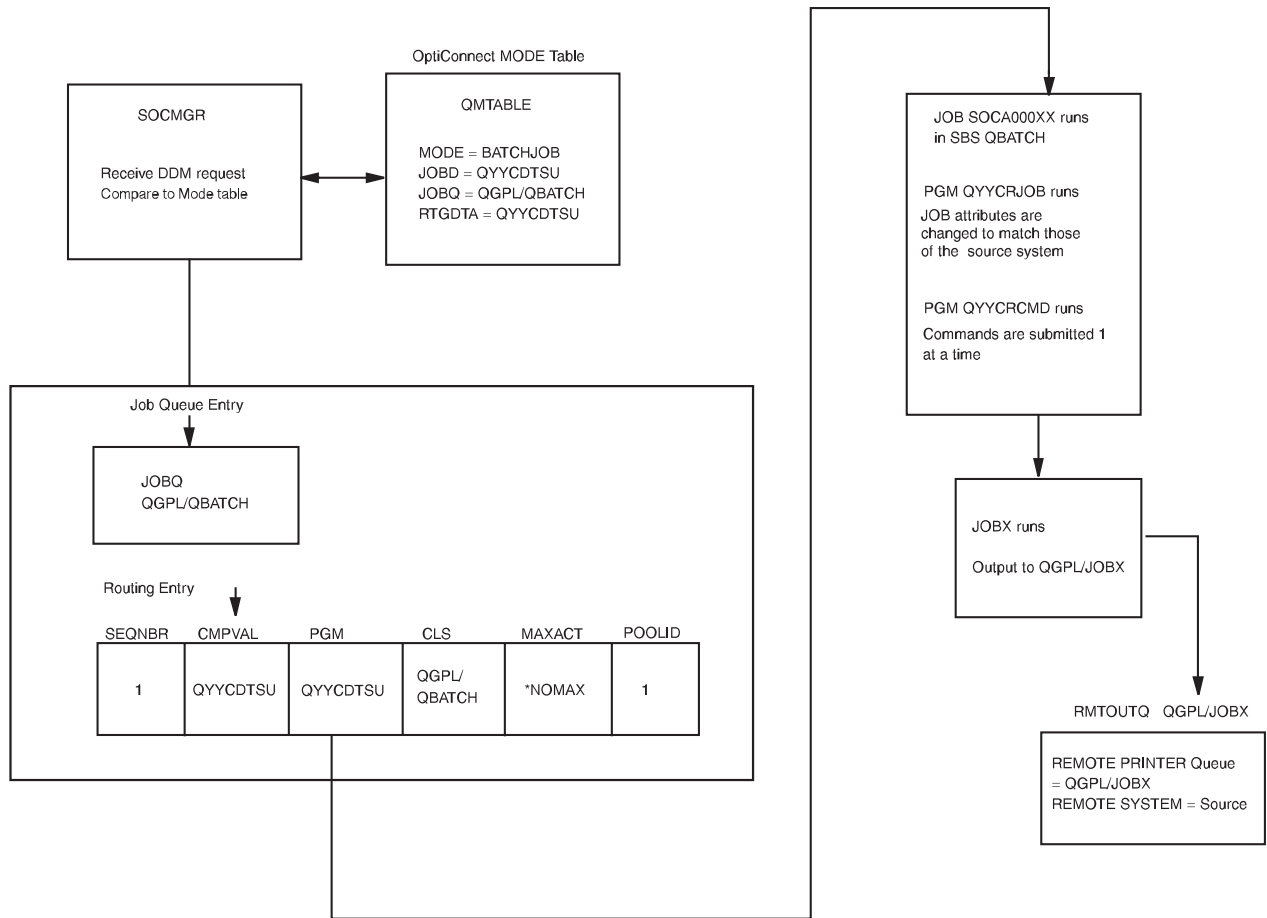 OptiConnect MODE Table
SOCMGR
Receive DDM request
Compare to Mode table
QMTABLE
MODE = BATCHJOB
JOBD = QYYCDTSU
JOBQ = QGPL/QBATCH
RTGDTA = QYYCDTSU
Job Queue Entry
JOBQ
QGPL/QBATCH
Routing Entry
SEQNBR CMPVAL PGM CLS MAXACT POOLID
1 QYYCDTSU QYYCDTSU QGPL/
QBATCH *NOMAX 1
JOB SOCA000XX runs
in SBS QBATCH
PGM QYYCRJOB runs
JOB attributes are
changed to match those
of the source system
PGM QYYCRCMD runs
Commands are submitted 1
at a time
JOBX runs
Output to QGPL/JOBX
RMTOUTQ QGPL/JOBX
REMOTE PRINTER Queue
= QGPL/JOBX
REMOTE SYSTEM = Source